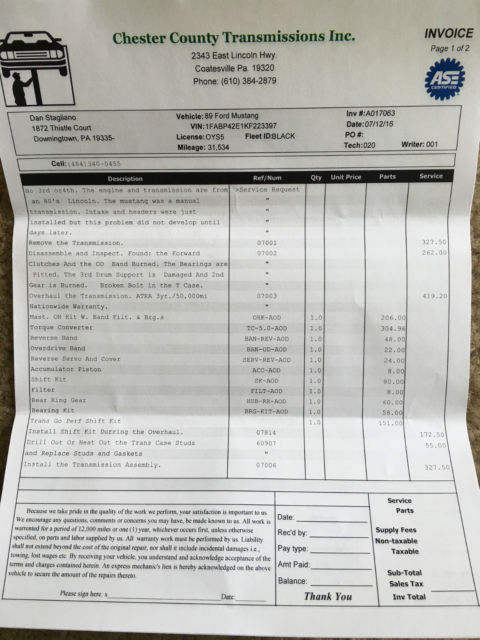 Chester County Transmissions Inc.
2343 East Lincoln Hwy.
Coatesville Pa. 19320
Phone: (610) 384-2879
INVOICE
Page 1 of 2
ASE
CERTIFIED
Dan Stagliano
1872 Thistle Court
Downingtown, PA 19335-
Vehicle: 89 Ford Mustang
VIN: 1FABP42E1KF223397
License: OYS5 Fleet ID: BLACK
Mileage: 31,534
Inv #: A017063
Date: 07/12/16
PO #:
Tech: 020 Writer: 001
Cell: (484) 340-0455
Description Ref/Num Qty Unit Price Parts Service
No 3rd or4th. The engine and transmission are from >Service Request
an 80's Lincoln. The mustang was a manual "
transmission. Intake and headers were just "
installed but this problem did not develop until "
days later. "
Remove the Transmission. 07001 327.50
Disassemble and Inspect. Found: the Forward 07002 262.00
Clutches And the OD Band Burned. The Bearings are "
Pitted. The 3rd Drum Support is Damaged And 2nd "
Gear is Burned. Broken Bolt in the T Case. "
Overhaul the Transmission. ATRA 3yr./50,000mi 07003 419.20
Nationwide Warranty. "
Mast. OH Kit W. Band Filt. & Brg.s OHK-AOD 1.0 206.00
Torque Converter TC-5.0-AOD 1.0 304.96
Reverse Band BAN-REV-AOD 1.0 48.00
Overdrive Band BAN-OD-AOD 1.0 22.00
Reverse Servo And Cover SERV-REV-AOD 1.0 24.00
Accumulator Piston ACC-AOD 1.0 8.00
Shift Kit SK-AOD 1.0 80.00
Filter FILT-AOD 1.0 8.00
Rear Ring Gear HUB-RR-AOD 1.0 60.00
Bearing Kit BRG-KIT-AOD 1.0 58.00
Trans Go Perf Shift Kit 1.0 151.00
Install Shift Kit Durring the Overhaul. 07814 172.50
Drill Out Or Heat Out the Trans Case Studs 60907 55.00
and Replace Studs and Gaskets "
Install the Transmission Assembly. 07006 327.50
Because we take pride in the quality of the work we perform, your satisfaction is important to us.
We encourage any questions, comments or concerns you may have, be made known to us. All work is
warrented for a period of 12,000 miles or one (1) year, whichever occurs first, unless otherwise
specified, on parts and labor supplied by us. All warranty work must be performed by us. Liability
shall not extend beyond the cost of the original repair, nor shall it include incidental damages i.e.,
towing, lost wages etc. By receiving your vehicle, you understand and acknowledge acceptance of the
terms and charges contained herein. An express mechanic's lien is hereby acknowledged on the above
vehicle to secure the amount of the repairs thereto.
Please sign here. x Date:
Date:
Rec'd by:
Pay type:
Amt Paid:
Balance:
Thank You
Service
Parts
Supply Fees
Non-taxable
Taxable
Sub-Total
Sales Tax
Inv Total